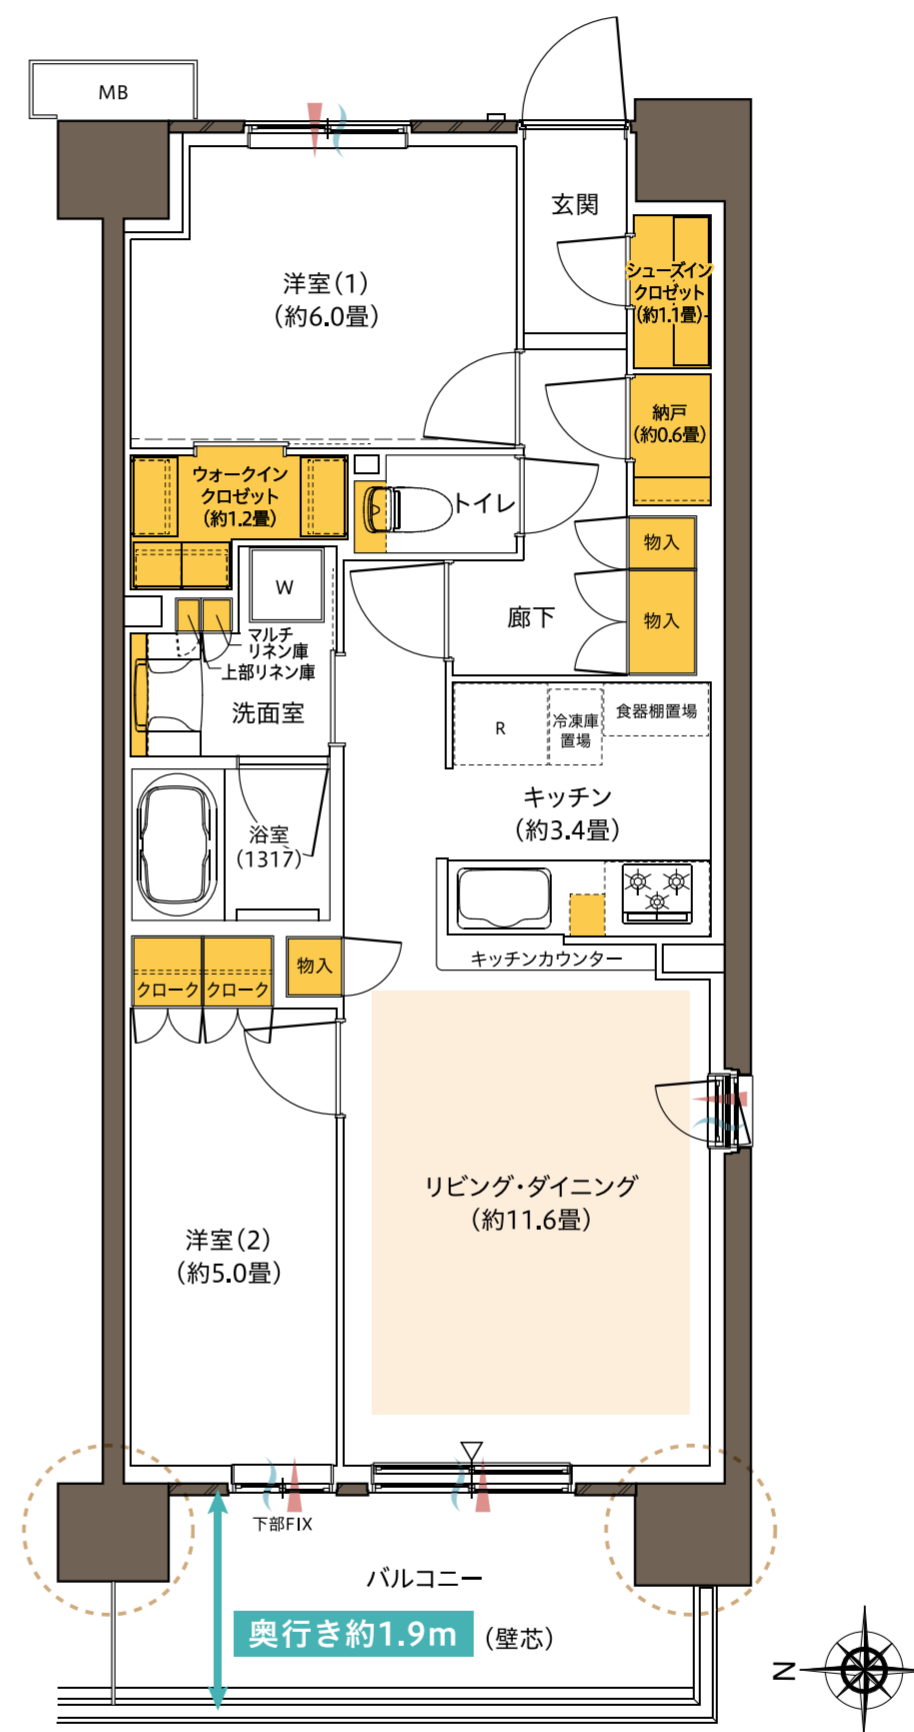 MB
玄関
シューズイン
クロゼット
(約1.1畳)
洋室(1)
(約6.0畳)
納戸
(約0.6畳)
ウォークイン
クロゼット
(約1.2畳)
トイレ
物入
W
廊下
物入
マルチ
リネン庫
上部リネン庫
洗面室
R
冷凍庫
置場
食器棚置場
キッチン
(約3.4畳)
浴室
(1317)
キッチンカウンター
物入
クローク
クローク
リビング・ダイニング
(約11.6畳)
洋室(2)
(約5.0畳)
下部FIX
バルコニー
奥行き約1.9m (壁芯)
N